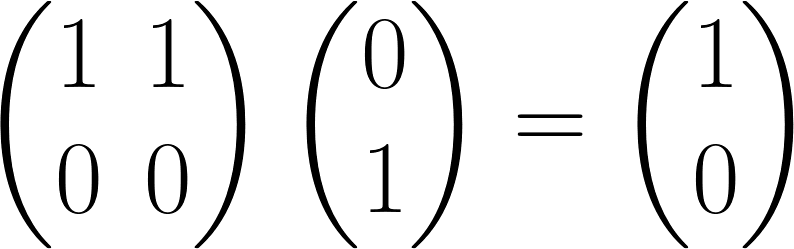 (1 1) (0) = (1)
(0 0) (1) (0)